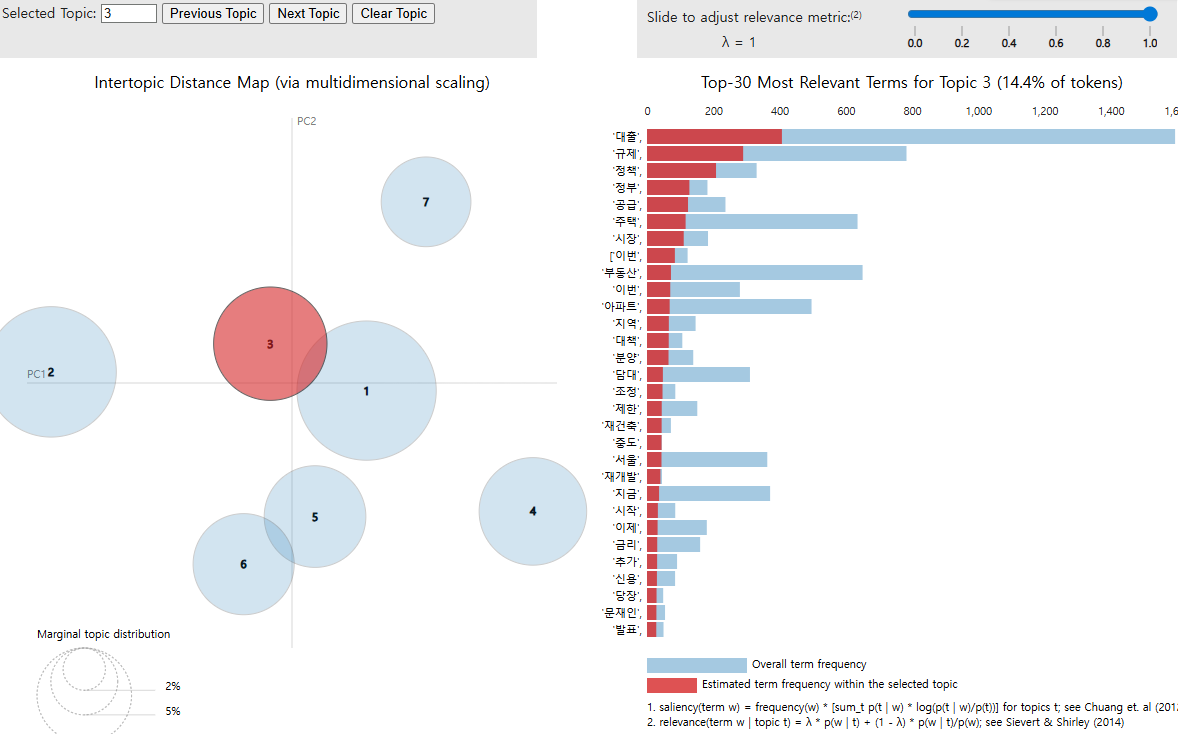 Selected Topic: 3 Previous Topic Next Topic Clear Topic
Slide to adjust relevance metric:(2)
λ = 1
0.0 0.2 0.4 0.6 0.8 1.0
Intertopic Distance Map (via multidimensional scaling)
PC2
PC1
7
3
2
1
5
4
6
Marginal topic distribution
2%
5%
Top-30 Most Relevant Terms for Topic 3 (14.4% of tokens)
0 200 400 600 800 1,000 1,200 1,400 1,6
'대출',
'규제',
'정책',
'정부',
'공급',
'주택',
'시장',
['이번',
'부동산',
'이번',
'아파트',
'지역',
'대책',
'분양',
'담대',
'조정',
'제한',
'재건축',
'중도',
'서울',
'재개발',
'지금',
'시작',
'이제',
'금리',
'추가',
'신용',
'당장',
'문재인',
'발표',
Overall term frequency
Estimated term frequency within the selected topic
1. saliency(term w) = frequency(w) * [sum_t p(t | w) * log(p(t | w)/p(t))] for topics t; see Chuang et. al (201
2. relevance(term w | topic t) = λ * p(w | t) + (1 - λ) * p(w | t)/p(w); see Sievert & Shirley (2014)